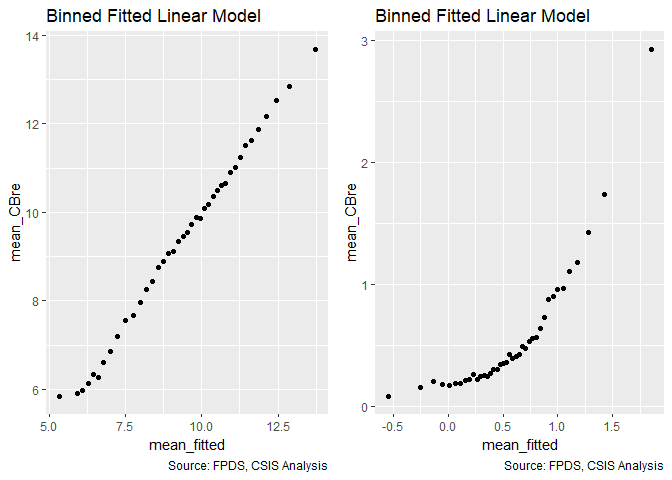 Binned Fitted Linear Model
14
12
10
8
6
mean_CBre
5.0
7.5
10.0
12.5
mean_fitted
Source: FPDS, CSIS Analysis
Binned Fitted Linear Model
3
2
1
0
mean_CBre
-0.5
0.0
0.5
1.0
1.5
mean_fitted
Source: FPDS, CSIS Analysis